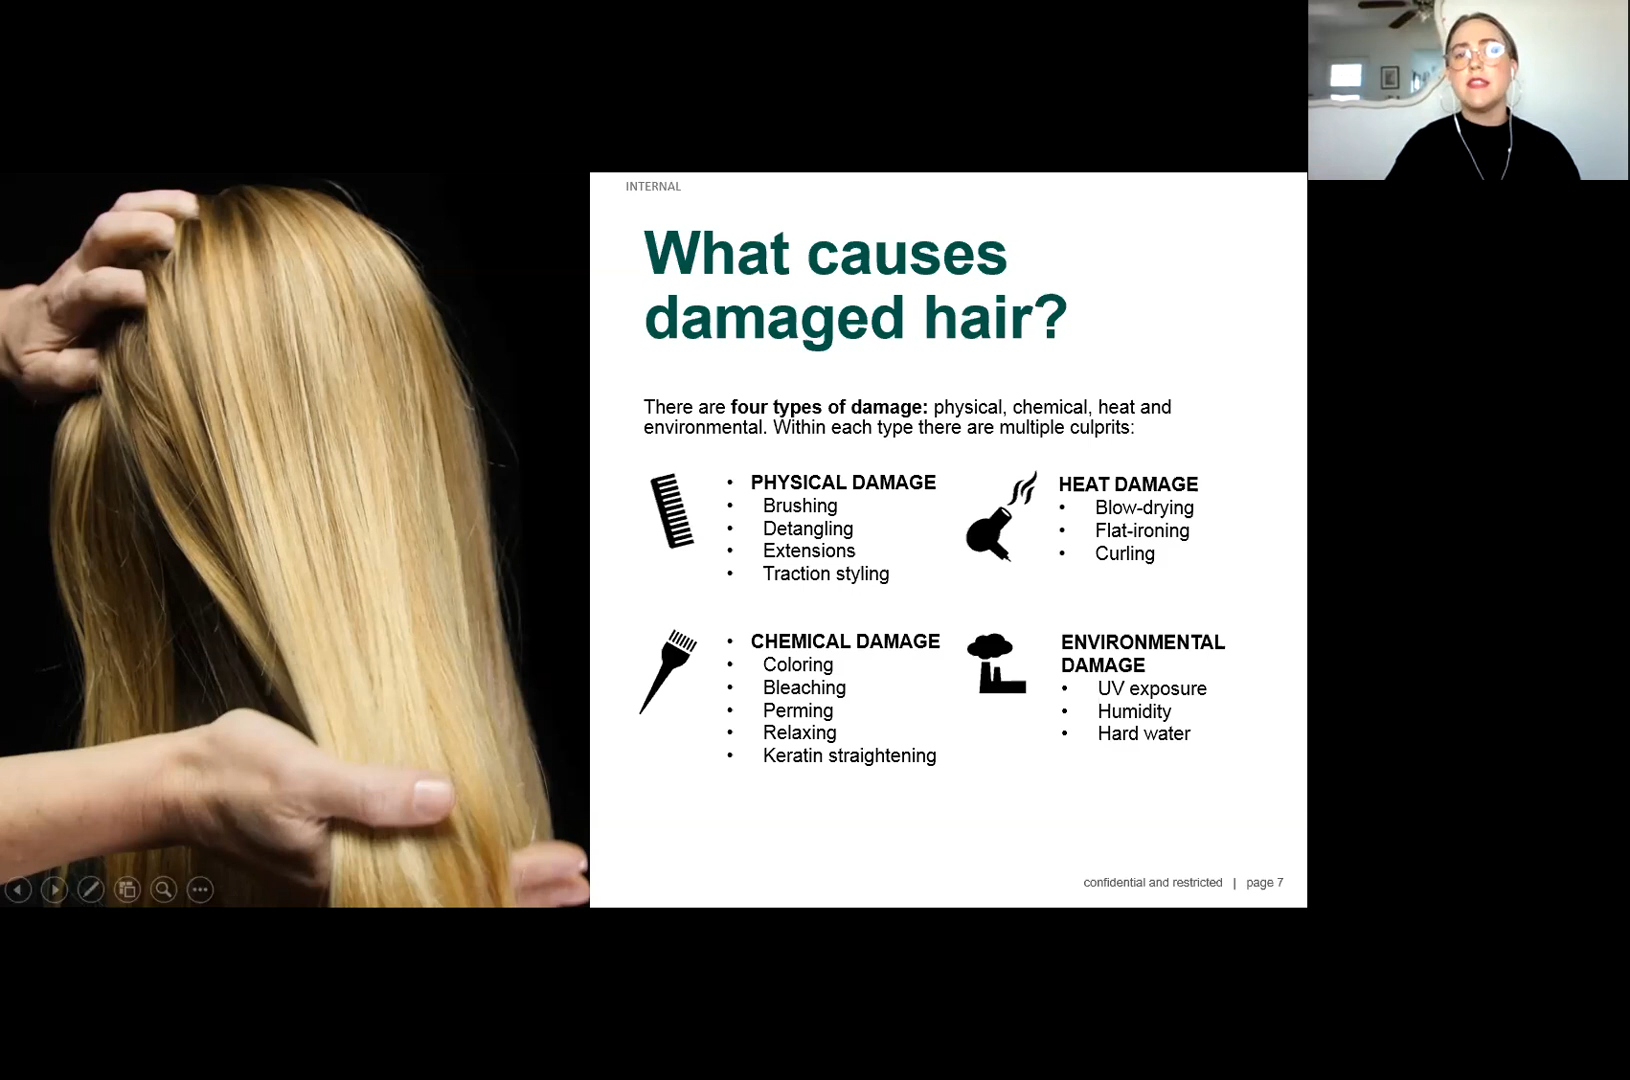 INTERNAL
What causes
damaged hair?
There are four types of damage: physical, chemical, heat and
environmental. Within each type there are multiple culprits:
• PHYSICAL DAMAGE
• Brushing
• Detangling
• Extensions
• Traction styling
HEAT DAMAGE
• Blow-drying
• Flat-ironing
• Curling
• CHEMICAL DAMAGE
• Coloring
• Bleaching
• Perming
• Relaxing
• Keratin straightening
ENVIRONMENTAL
DAMAGE
• UV exposure
• Humidity
• Hard water
confidential and restricted | page 7